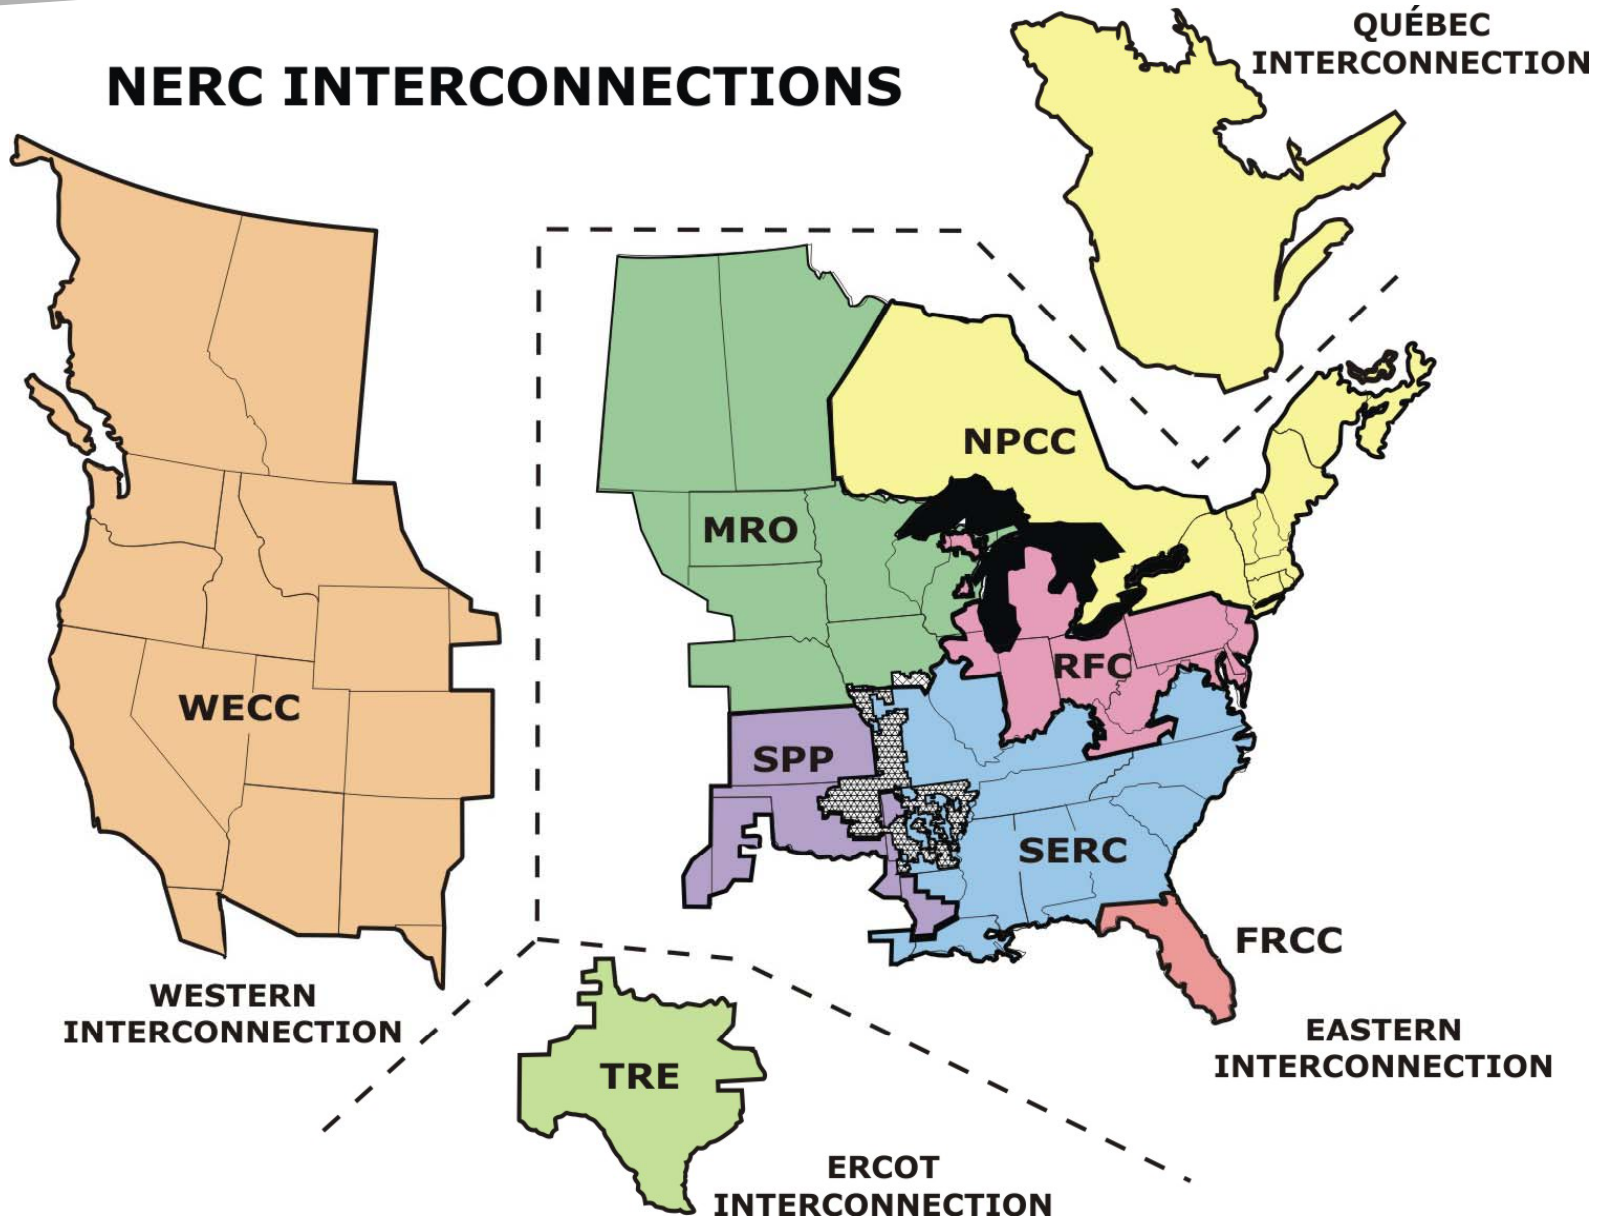 QUÉBEC
INTERCONNECTION
NERC INTERCONNECTIONS
NPCC
MRO
RFC
WECC
SPP
SERC
FRCC
WESTERN
INTERCONNECTION
EASTERN
INTERCONNECTION
TRE
ERCOT
INTERCONNECTION